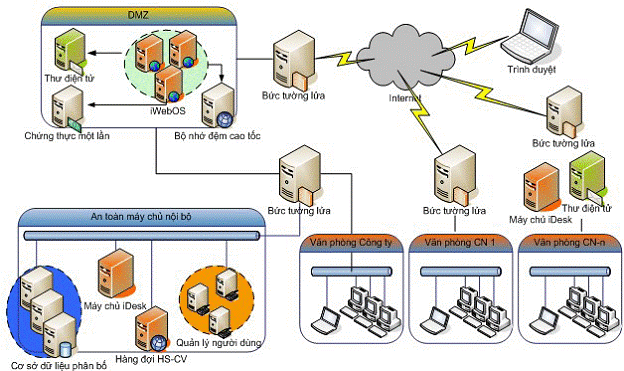 DMZ
Thư điện tử
iWebOS
Chứng thực một lần
Bộ nhớ đệm cao tốc
Bức tường lửa
Internet
Trình duyệt
Bức tường lửa
Bức tường lửa
Bức tường lửa
Máy chủ iDesk
Thư điện tử
An toàn máy chủ nội bộ
Máy chủ iDesk
Cơ sở dữ liệu phân bố
Hàng đợi HS-CV
Quản lý người dùng
Văn phòng Công ty
Văn phòng CN 1
Văn phòng CN-n